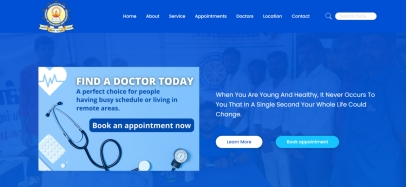 Home About Service Appointments Doctors Location Contact
FIND A DOCTOR TODAY
A perfect choice for people
having busy schedule or living in
remote areas.
Book an appointment now
When You Are Young And Healthy, It Never Occurs To
You That In A Single Second Your Whole Life Could
Change.
Learn More
Book appointment